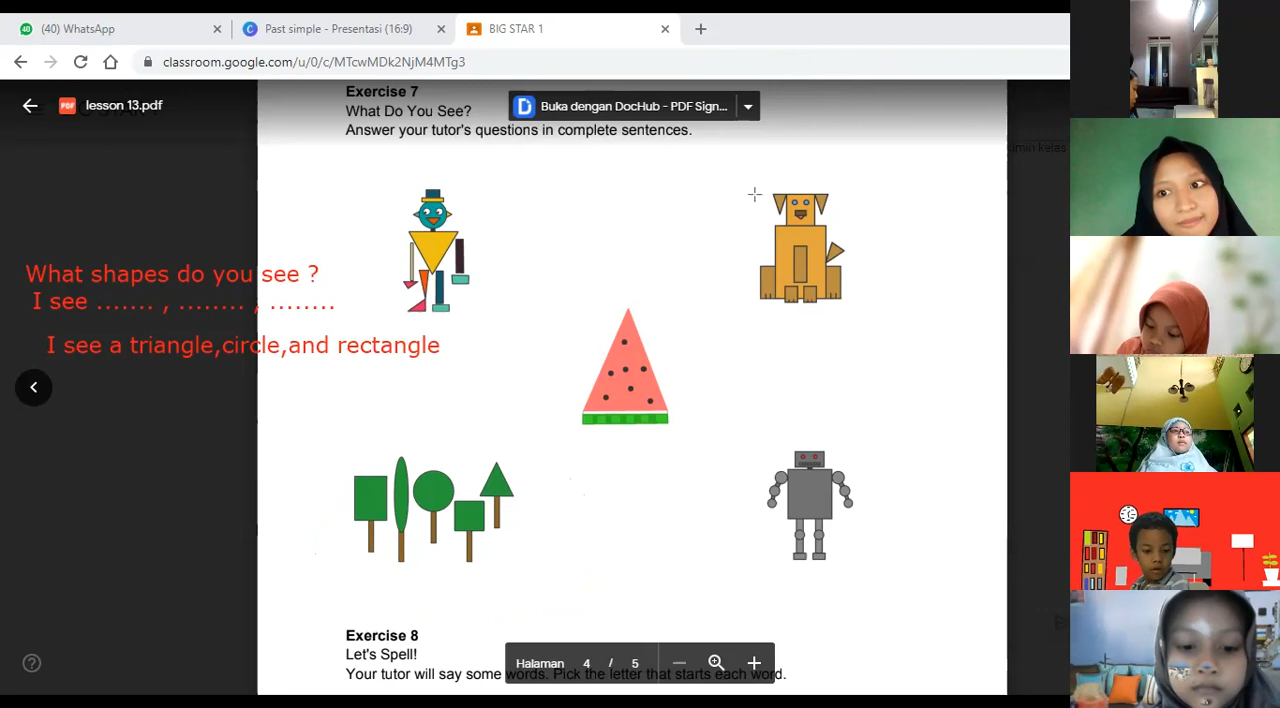 (40) WhatsApp
Past simple - Presentasi (16:9)
BIG STAR 1
classroom.google.com/u/0/c/MTcwMDk2NjM4MTg3
lesson 13.pdf
Buka dengan DocHub - PDF Sign...
Exercise 7
What Do You See?
Answer your tutor's questions in complete sentences.
What shapes do you see ?
I see ....... , ........ , ........
I see a triangle,circle,and rectangle
Exercise 8
Let's Spell!
Your tutor will say some words. Pick the letter that starts each word.
Halaman 4 / 5